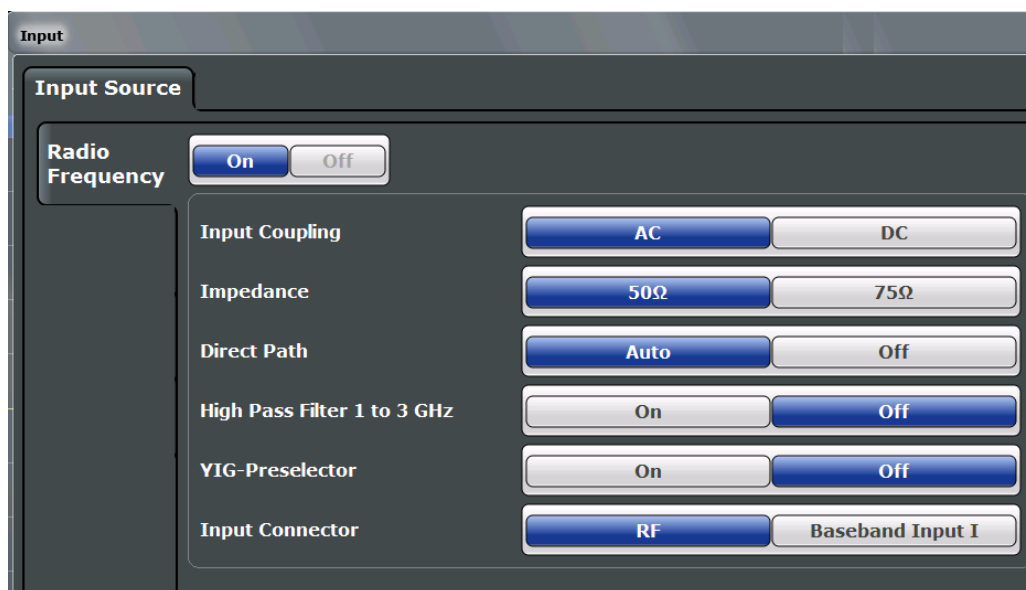 Input
Input Source
Radio
Frequency
On Off
Input Coupling AC DC
Impedance 50Ω 75Ω
Direct Path Auto Off
High Pass Filter 1 to 3 GHz On Off
YIG-Preselector On Off
Input Connector RF Baseband Input I